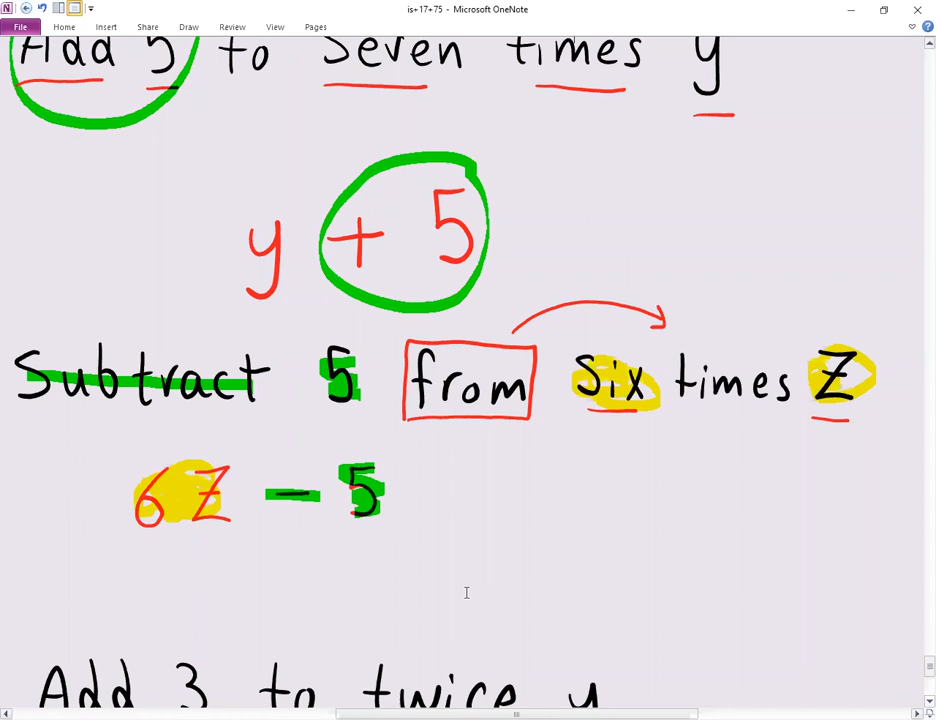 is+17+75 - Microsoft OneNote
File Home Insert Share Draw Review View Pages
Add 5 to Seven times y
y + 5
Subtract 5 from Six times Z
6Z - 5
Add 3 to twice y